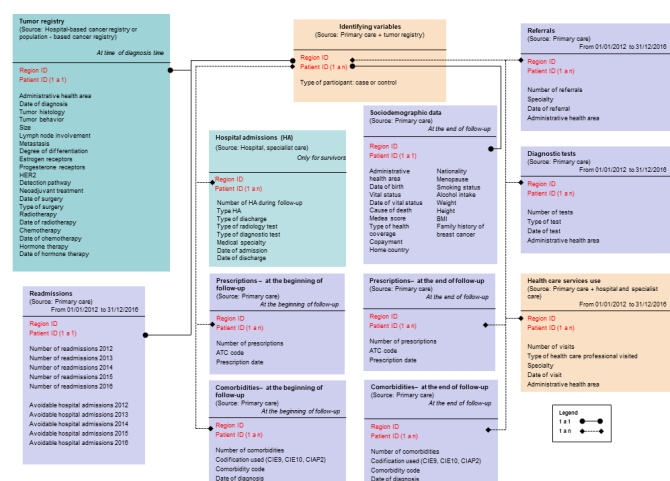 Tumor registry
(Source: Hospital-based cancer registry or
population - based cancer registry)
At time of diagnosis time
Region ID
Patient ID (1 a 1)
Administrative health area
Date of diagnosis
Tumor histology
Tumor behavior
Size
Lymph node involvement
Metastasis
Degree of differentiation
Estrogen receptors
Progesterone receptors
HER2
Detection pathway
Neoadjuvant treatment
Date of surgery
Type of surgery
Radiotherapy
Date of radiotherapy
Chemotherapy
Date of chemotherapy
Hormone therapy
Date of hormone therapy
Identifying variables
(Source: Primary care + tumor registry)
Region ID
Patient ID (1 a n)
Type of participant: case or control
Referrals
(Source: Primary care)
From 01/01/2012 to 31/12/2016
Region ID
Patient ID (1 a n)
Number of referrals
Specialty
Date of referral
Administrative health area
Hospital admissions (HA)
(Source: Hospital, specialist care)
Only for survivors
Region ID
Patient ID (1 a n)
Number of HA during follow-up
Type HA
Type of discharge
Type of radiology test
Type of diagnostic test
Medical specialty
Date of admission
Date of discharge
Sociodemographic data
(Source: Primary care)
At the end of follow-up
Region ID
Patient ID (1 a 1)
Administrative
health area
Date of birth
Vital status
Date of vital status
Cause of death
Medea score
Type of health
coverage
Copayment
Home country
Nationality
Menopause
Smoking status
Alcohol intake
Weight
Height
BMI
Family history of
breast cancer
Diagnostic tests
(Source: Primary care)
From 01/01/2012 to 31/12/2016
Region ID
Patient ID (1 a n)
Number of tests
Type of test
Date of test
Administrative health area
Readmissions
(Source: Primary care)
From 01/01/2012 to 31/12/2016
Region ID
Patient ID (1 a 1)
Number of readmissions 2012
Number of readmissions 2013
Number of readmissions 2014
Number of readmissions 2015
Number of readmissions 2016
Avoidable hospital admissions 2012
Avoidable hospital admissions 2013
Avoidable hospital admissions 2014
Avoidable hospital admissions 2015
Avoidable hospital admissions 2016
Prescriptions– at the beginning of
follow-up
(Source: Primary care)
At the beginning of follow-up
Region ID
Patient ID (1 a n)
Number of prescriptions
ATC code
Prescription date
Prescriptions– at the end of follow-up
(Source: Primary care)
At the end of follow-up
Region ID
Patient ID (1 a n)
Number of prescriptions
ATC code
Prescription date
Health care services use
(Source: Primary care + hospital and specialist
care)
From 01/01/2012 to 31/12/2016
Region ID
Patient ID (1 a n)
Number of visits
Type of health care professional visited
Specialty
Date of visit
Administrative health area
Comorbidities– at the beginning of
follow-up
(Source: Primary care)
At the beginning of follow-up
Region ID
Patient ID (1 a n)
Number of comorbidities
Codification used (CIE9, CIE10, CIAP2)
Comorbidity code
Date of diagnosis
Comorbidities– at the end of follow-up
(Source: Primary care)
At the end of follow-up
Region ID
Patient ID (1 a n)
Number of comorbidities
Codification used (CIE9, CIE10, CIAP2)
Comorbidity code
Date of diagnosis
Legend
1 a 1
1 a n